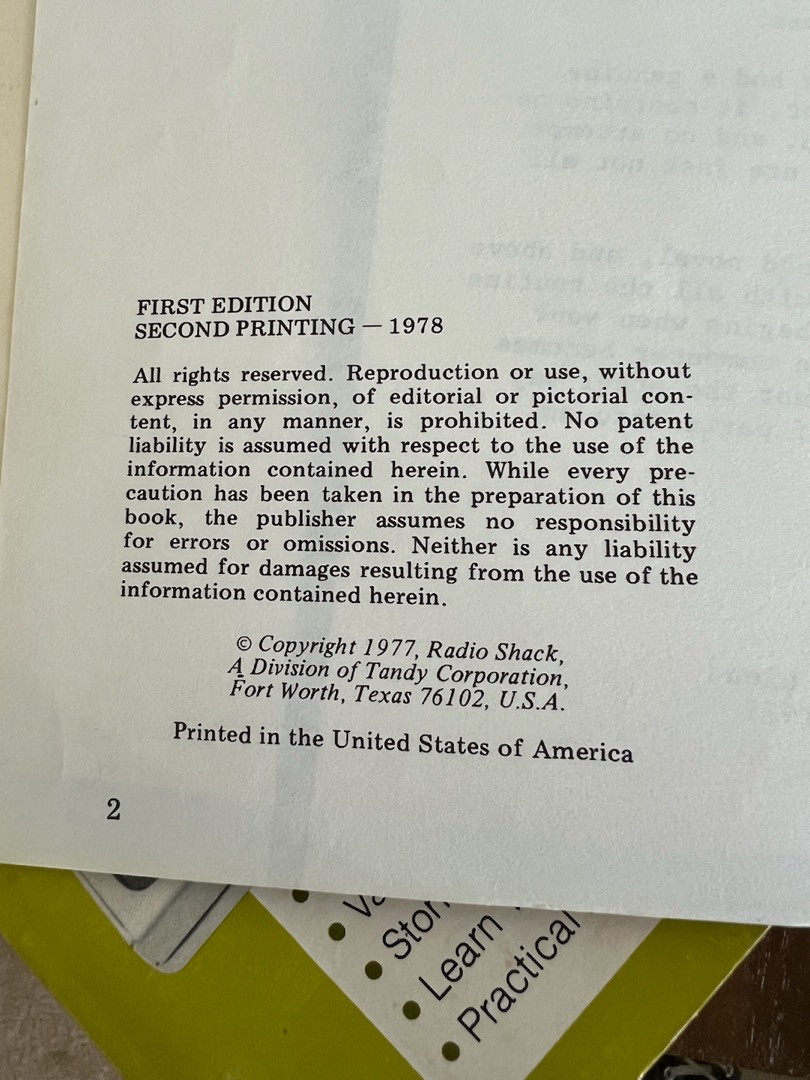 FIRST EDITION
SECOND PRINTING — 1978
All rights reserved. Reproduction or use, without
express permission, of editorial or pictorial con-
tent, in any manner, is prohibited. No patent
liability is assumed with respect to the use of the
information contained herein. While every pre-
caution has been taken in the preparation of this
book, the publisher assumes no responsibility
for errors or omissions. Neither is any liability
assumed for damages resulting from the use of the
information contained herein.
© Copyright 1977, Radio Shack,
A Division of Tandy Corporation,
Fort Worth, Texas 76102, U.S.A.
Printed in the United States of America
2
• Learn
• Practical